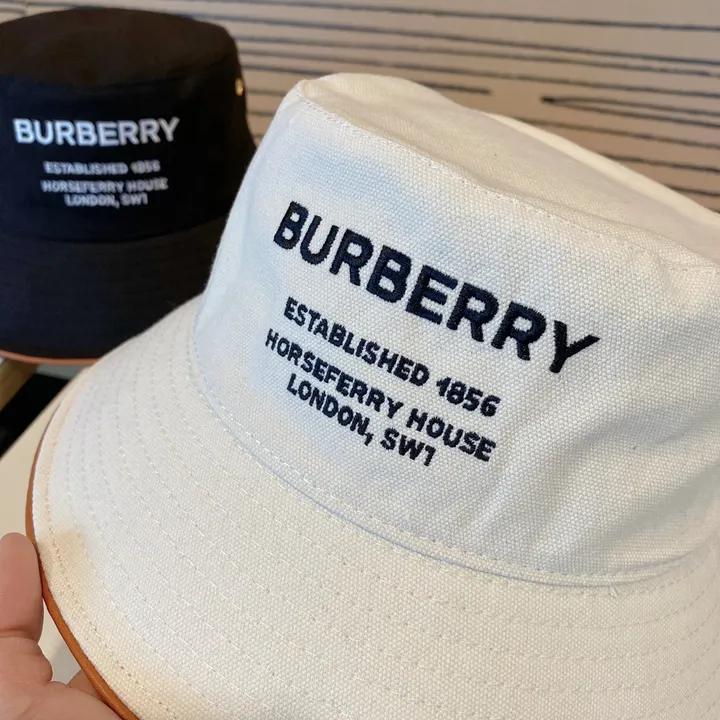 BURBERRY
ESTABLISHED 1856
HORSEFERRY HOUSE
LONDON, SW1
BURBERRY
ESTABLISHED 1856
HORSEFERRY HOUSE
LONDON, SW1